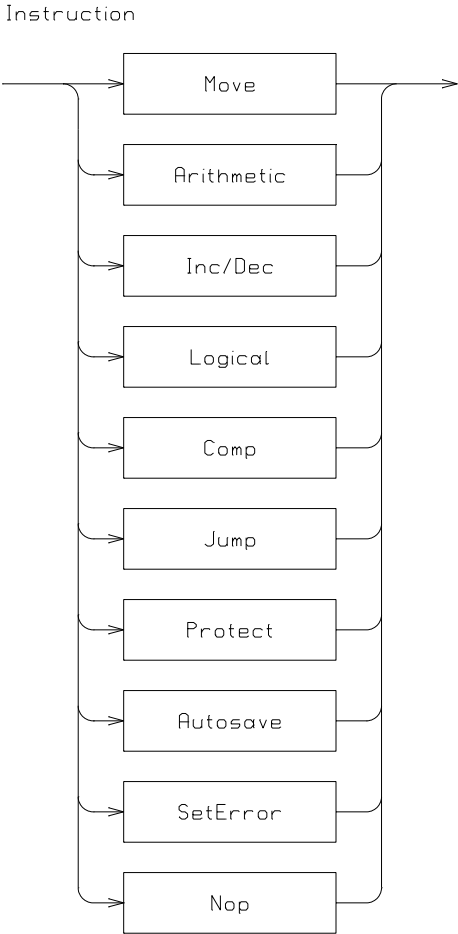 Instruction
Move
Arithmetic
Inc/Dec
Logical
Comp
Jump
Protect
Autosave
SetError
Nop